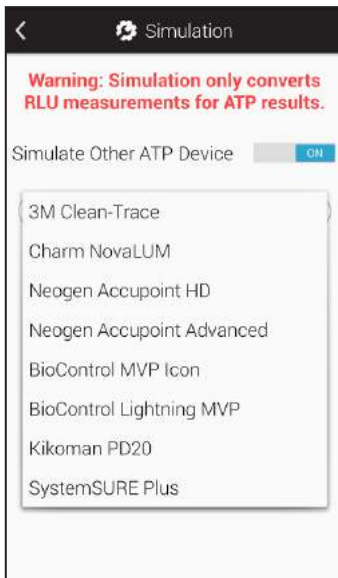 Simulation
Warning: Simulation only converts
RLU measurements for ATP results.
Simulate Other ATP Device ON
3M Clean-Trace
Charm NovaLUM
Neogen Accupoint HD
Neogen Accupoint Advanced
BioControl MVP Icon
BioControl Lightning MVP
Kikoman PD20
SystemSURE Plus